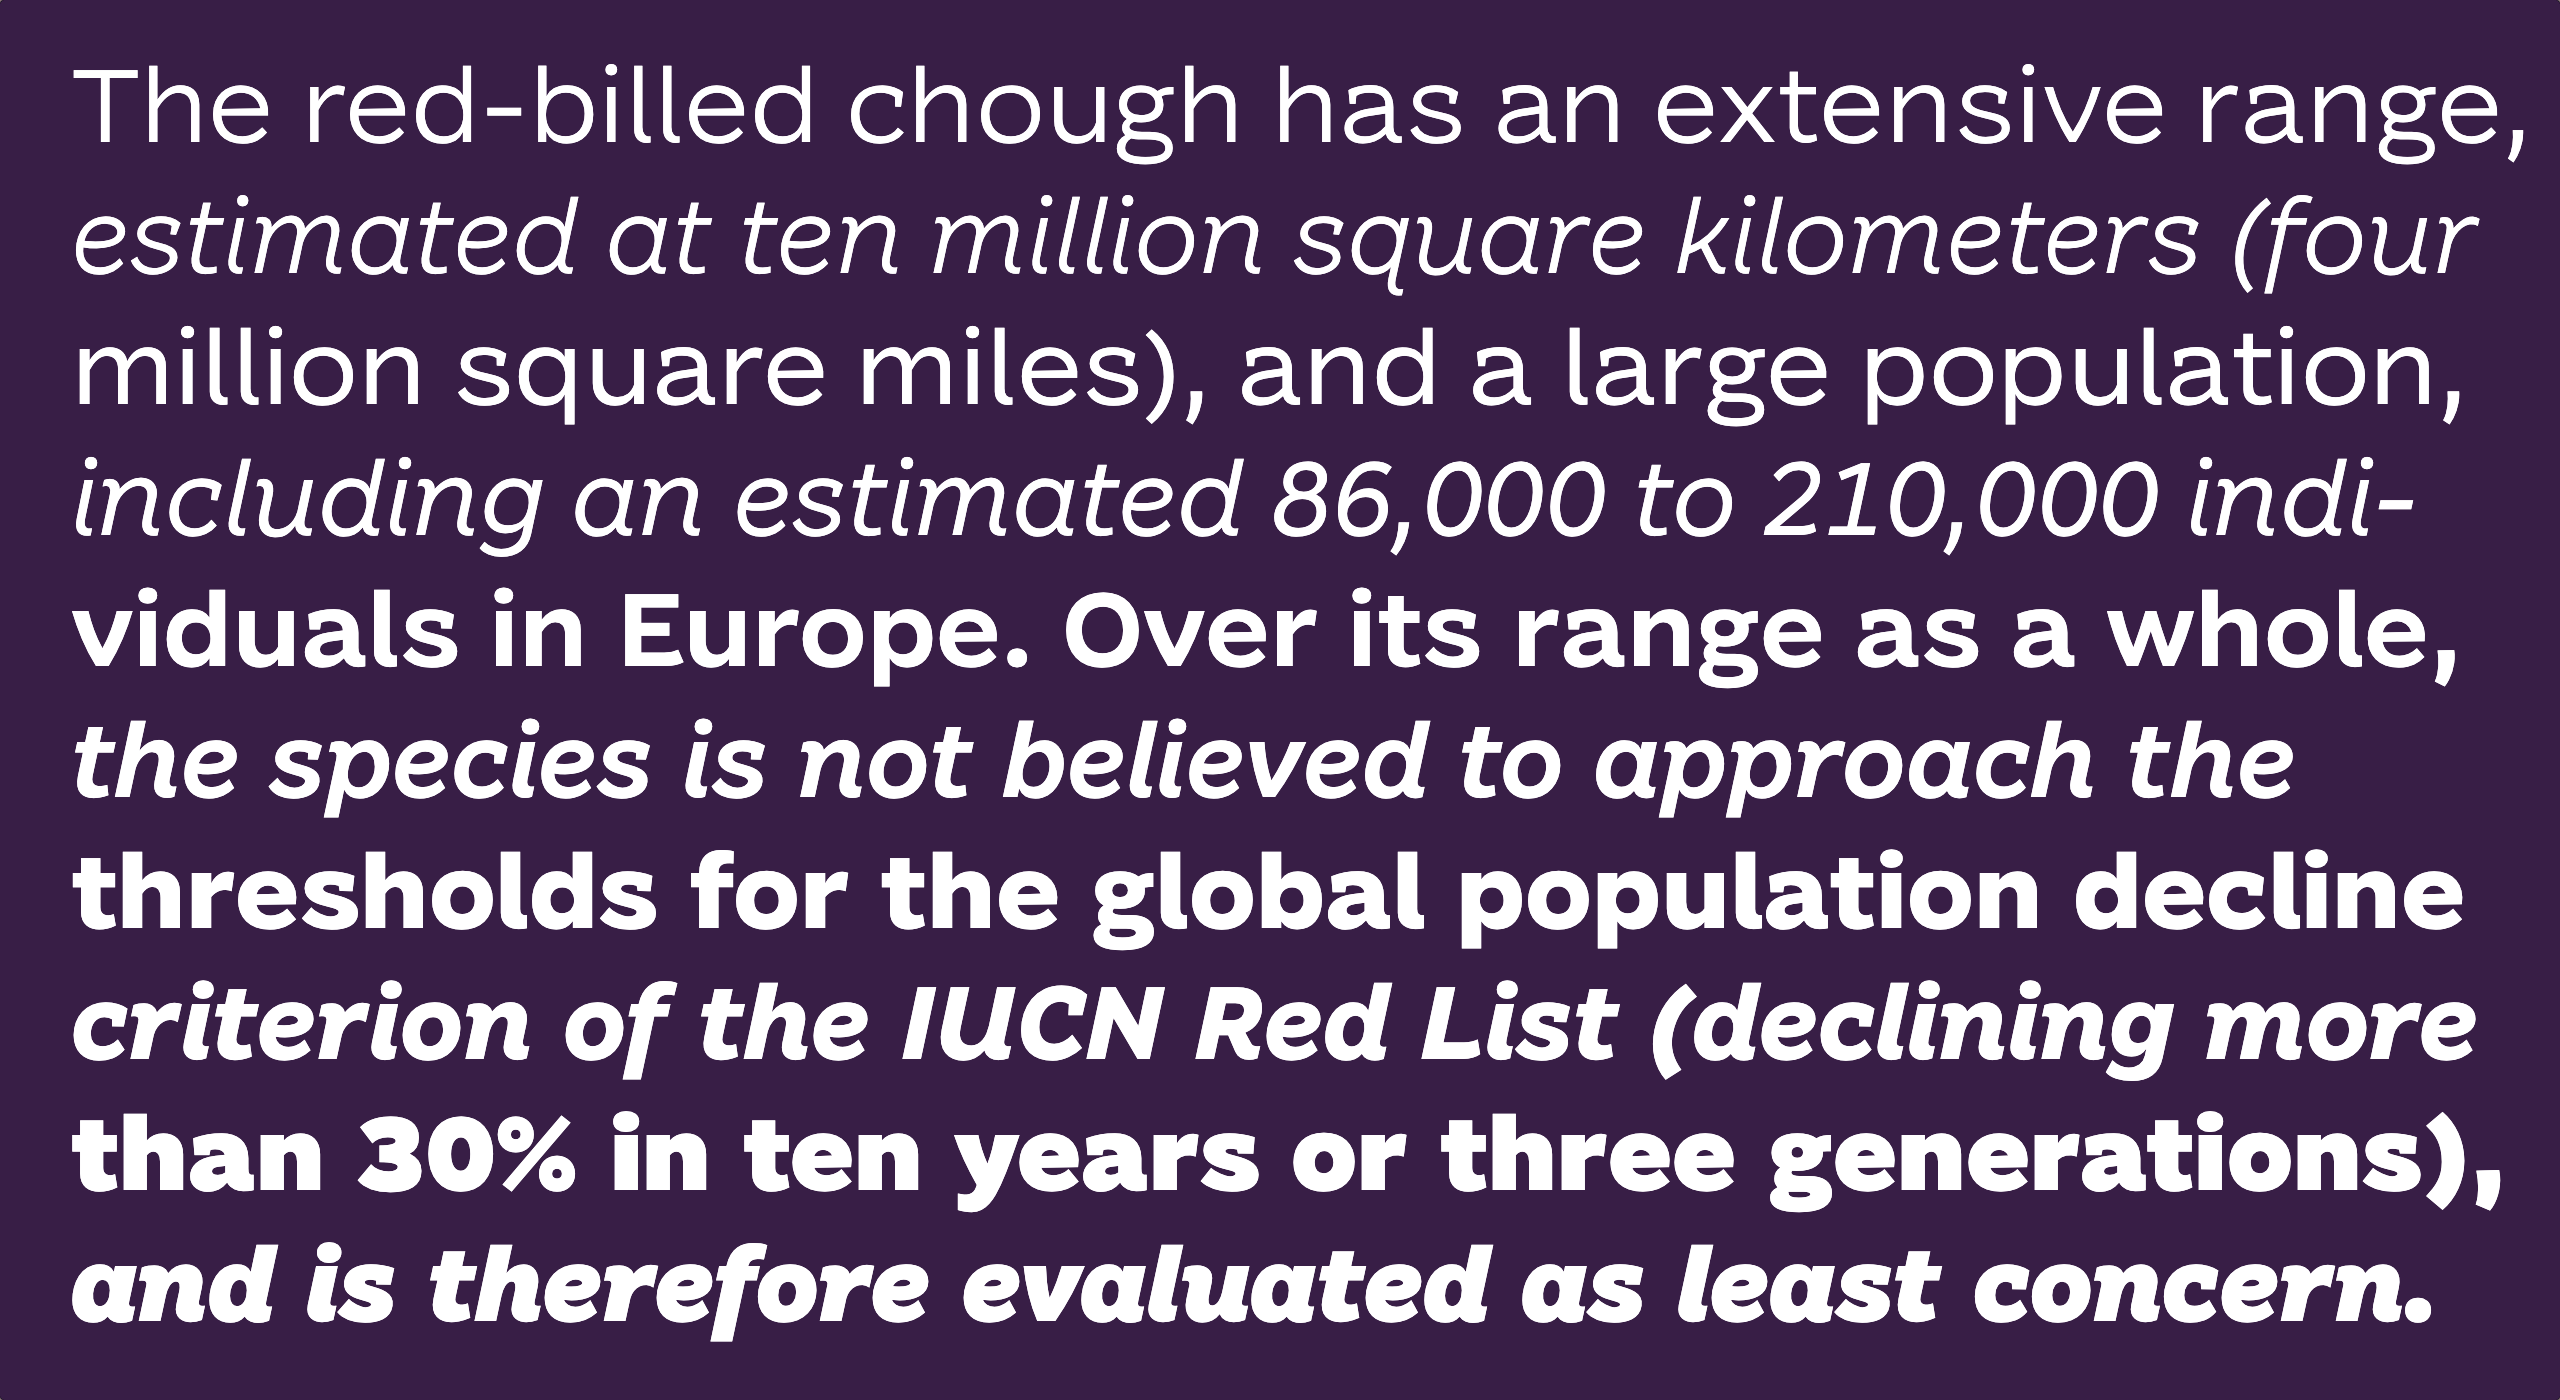 The red-billed chough has an extensive range,
estimated at ten million square kilometers (four
million square miles), and a large population,
including an estimated 86,000 to 210,000 indi-
viduals in Europe. Over its range as a whole,
the species is not believed to approach the
thresholds for the global population decline
criterion of the IUCN Red List (declining more
than 30% in ten years or three generations),
and is therefore evaluated as least concern.